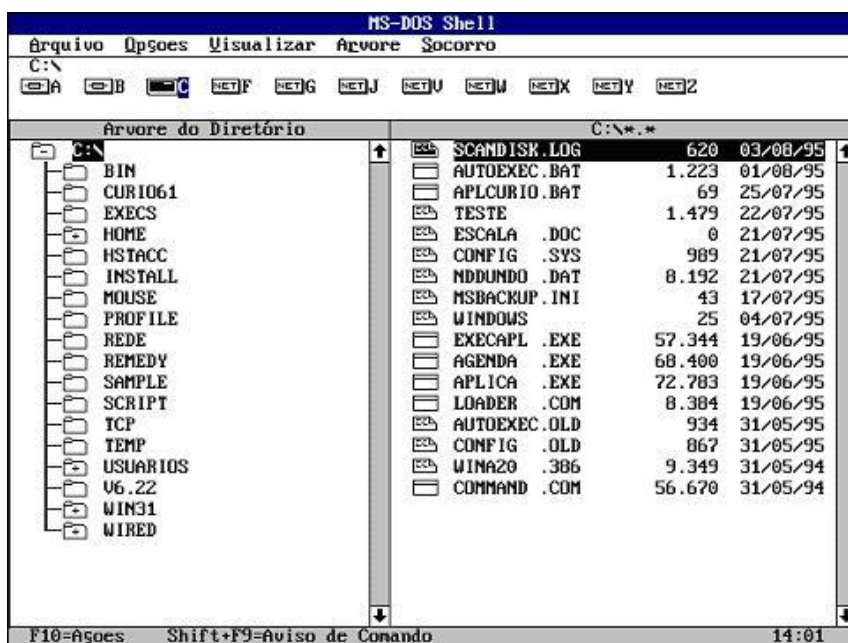 MS-DOS Shell
Arquivo Opçoes Visualizar Arvore Socorro
C:\
A B C NET F NET G NET J NET V NET W NET X NET Y NET Z
Arvore do Diretório
C:\
BIN
CURIO61
EXECS
HOME
HSTACC
INSTALL
MOUSE
PROFILE
REDE
REMEDY
SAMPLE
SCRIPT
TCP
TEMP
USUARIOS
V6.22
WIN31
WIRED
C:\*.*
SCANDISK.LOG 620 03/08/95
AUTOEXEC.BAT 1.223 01/08/95
APLCURIO.BAT 69 25/07/95
TESTE 1.479 22/07/95
ESCALA .DOC 0 21/07/95
CONFIG .SYS 989 21/07/95
NDDUNDO .DAT 8.192 21/07/95
MSBACKUP.INI 43 17/07/95
WINDOWS 25 04/07/95
EXECAPL .EXE 57.344 19/06/95
AGENDA .EXE 68.400 19/06/95
APLICA .EXE 72.783 19/06/95
LOADER .COM 8.384 19/06/95
AUTOEXEC.OLD 934 31/05/95
CONFIG .OLD 867 31/05/95
WINA20 .386 9.349 31/05/94
COMMAND .COM 56.670 31/05/94
F10=Açoes Shift+F9=Aviso de Comando 14:01